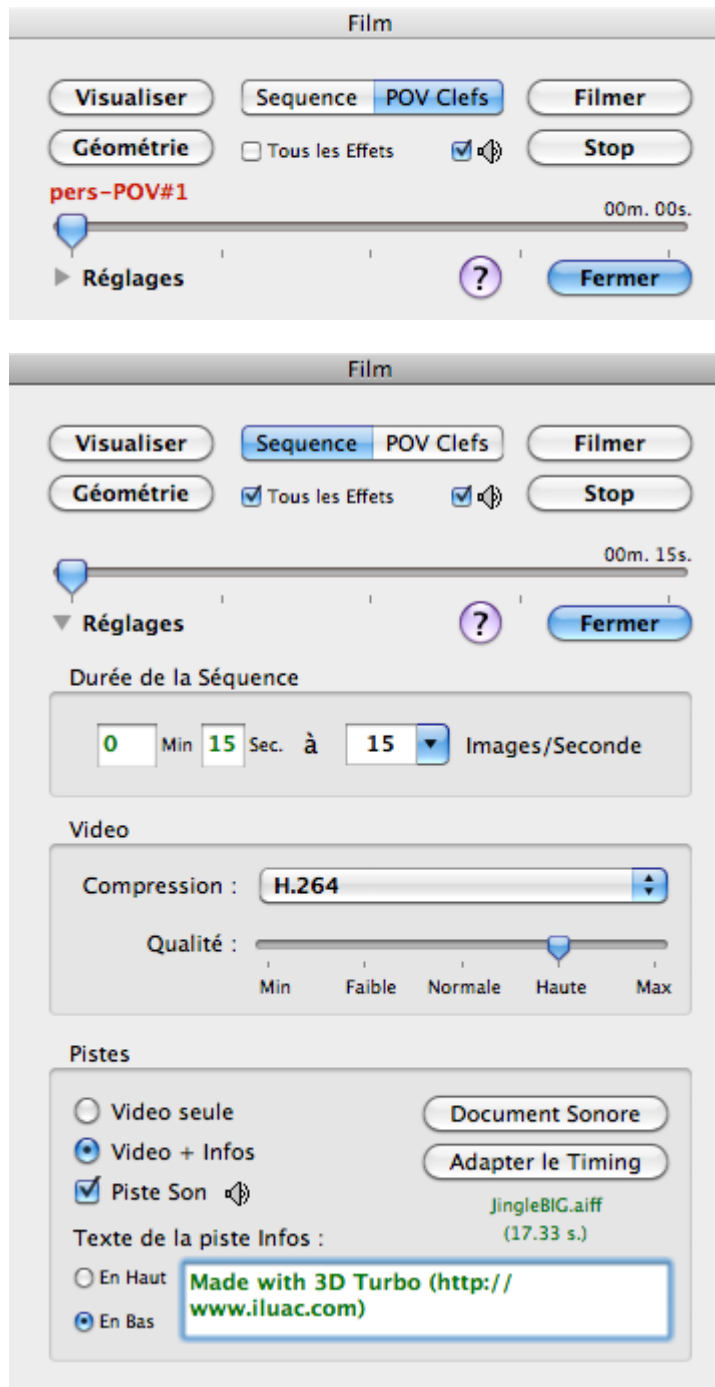 Film
Visualiser Sequence POV Clefs Filmer
Géométrie Tous les Effets Stop
pers-POV#1
00m. 00s.
Réglages ? Fermer
Film
Visualiser Sequence POV Clefs Filmer
Géométrie Tous les Effets Stop
00m. 15s.
Réglages ? Fermer
Durée de la Séquence
0 Min 15 Sec. à 15 Images/Seconde
Video
Compression : H.264
Qualité :
Min Faible Normale Haute Max
Pistes
Video seule Document Sonore
Video + Infos Adapter le Timing
Piste Son JingleBIG.aiff
Texte de la piste Infos : (17.33 s.)
En Haut Made with 3D Turbo (http://
En Bas www.iluac.com)